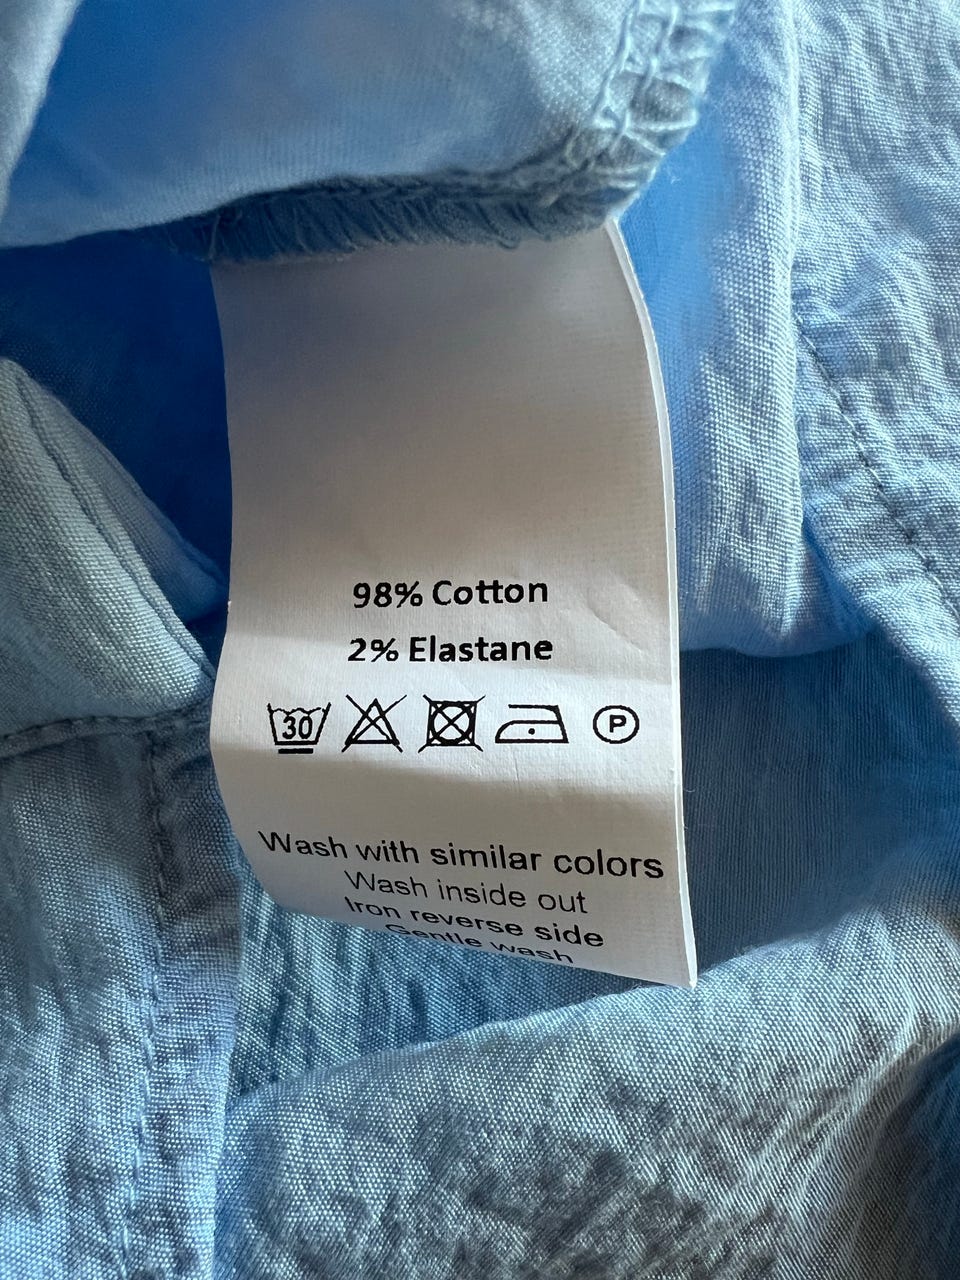 98% Cotton
2% Elastane
30 P
Wash with similar colors
Wash inside out
Iron reverse side
Gentle wash